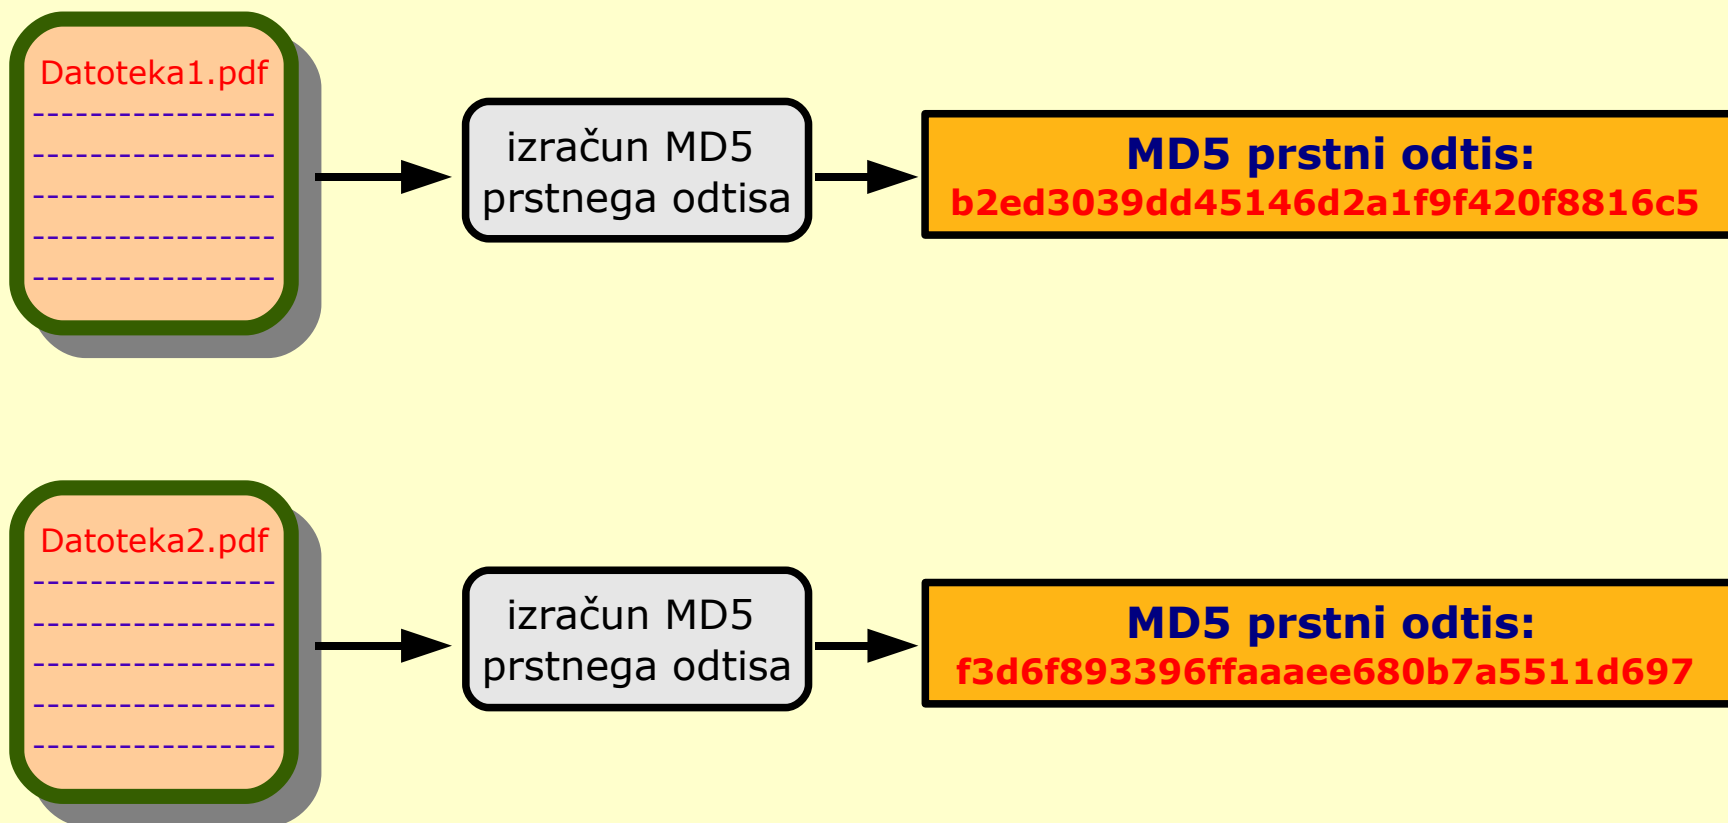 Datoteka1.pdf
-----------------
-----------------
-----------------
-----------------
-----------------
izračun MD5
prstnega odtisa
MD5 prstni odtis:
b2ed3039dd45146d2a1f9f420f8816c5
Datoteka2.pdf
-----------------
-----------------
-----------------
-----------------
-----------------
izračun MD5
prstnega odtisa
MD5 prstni odtis:
f3d6f893396ffaaaee680b7a5511d697